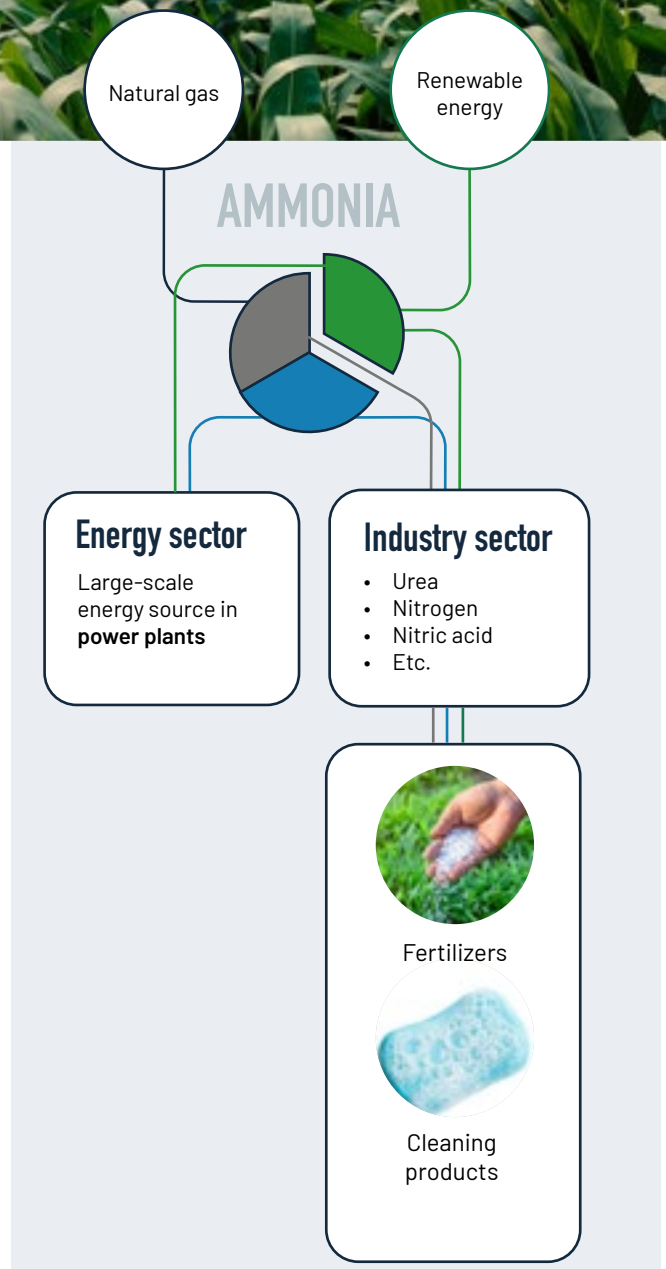 Natural gas
Renewable
energy
AMMONIA
Energy sector
Large-scale
energy source in
power plants
Industry sector
• Urea
• Nitrogen
• Nitric acid
• Etc.
Fertilizers
Cleaning
products